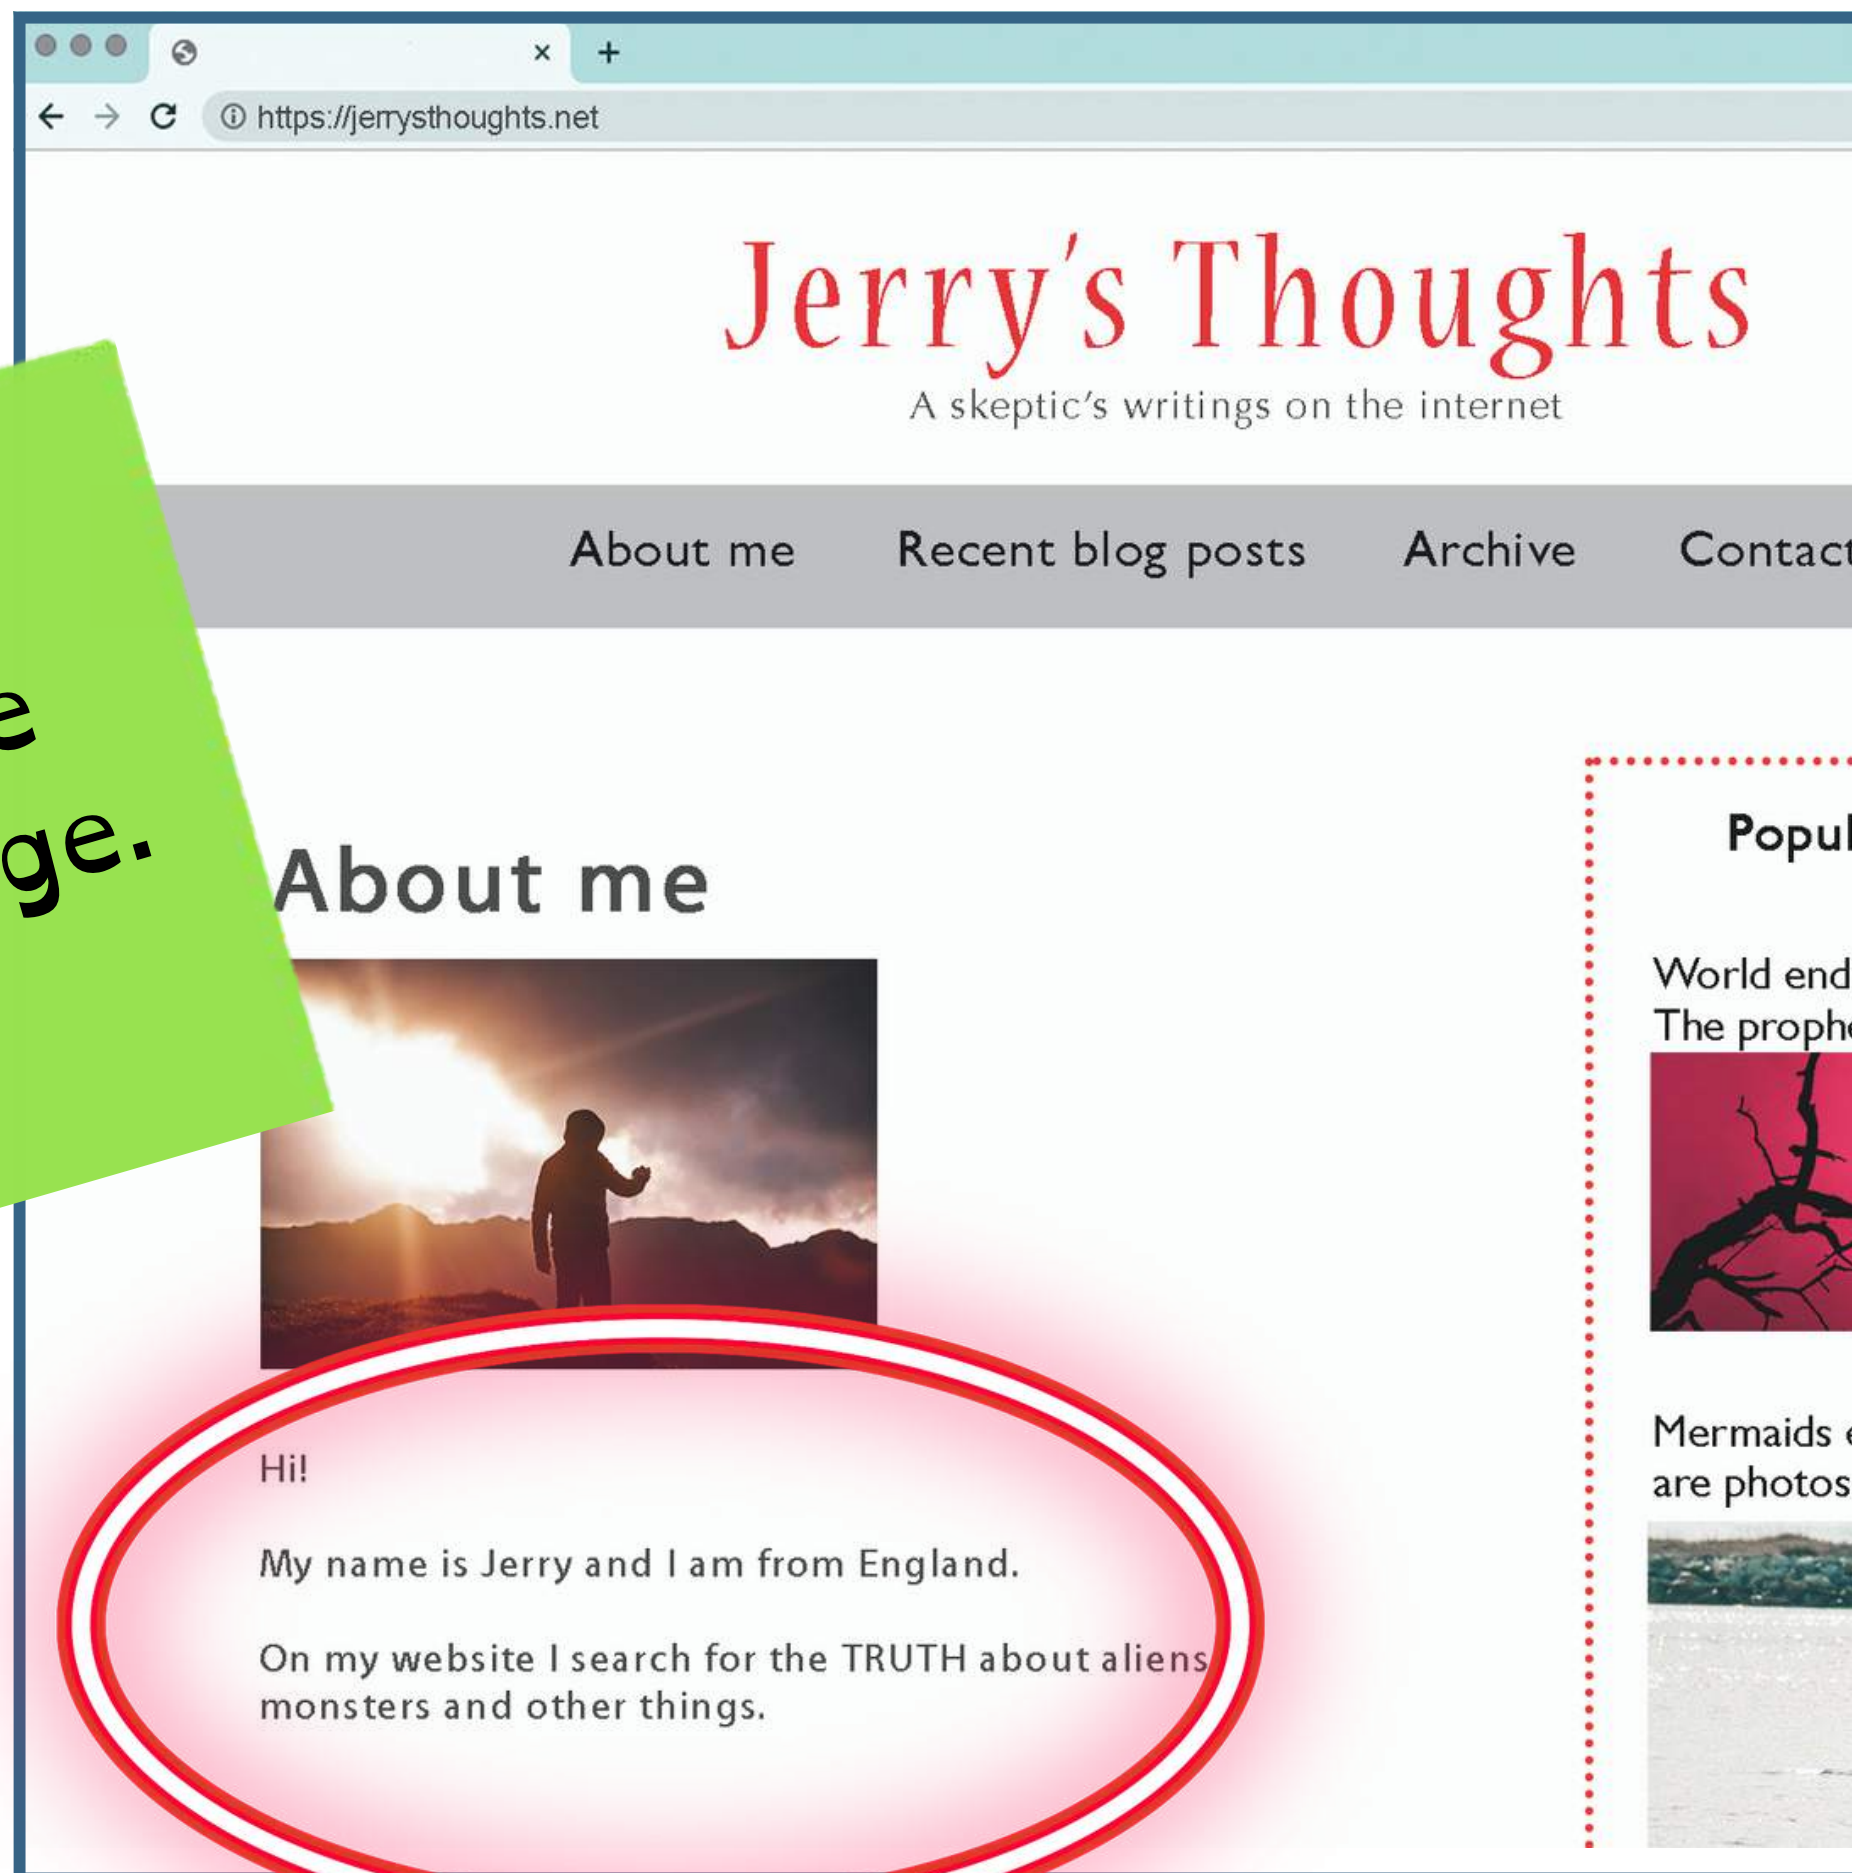 https://jerrysthoughts.net
Jerry's Thoughts
A skeptic's writings on the internet
About me Recent blog posts Archive Contact
About me
Hi!
My name is Jerry and I am from England.
On my website I search for the TRUTH about aliens
monsters and other things.
World end
The
Mermaids
are photos